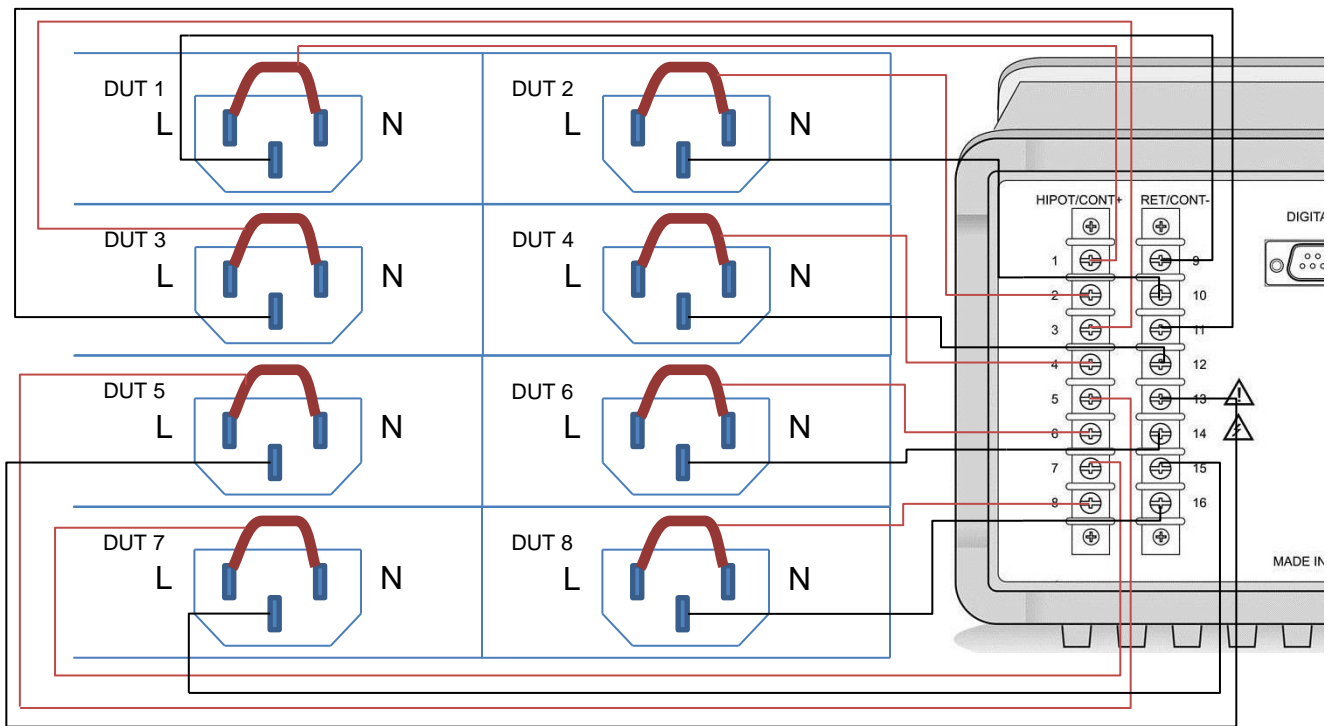 DUT 1
L
N
DUT 2
L
N
DUT 3
L
N
DUT 4
L
N
DUT 5
L
N
DUT 6
L
N
DUT 7
L
N
DUT 8
L
N
HIPOT/CONT+ RET/CONT-
1 9
2 10
3 11
4 12
5 13
6 14
7 15
8 16
DIGITA
MADE IN